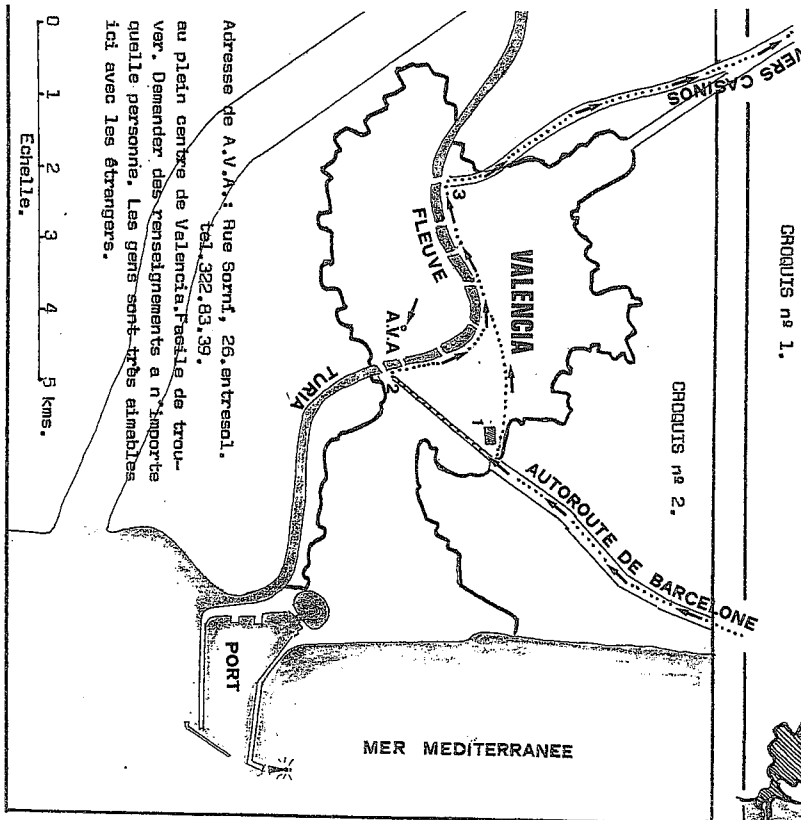 CROQUIS nº 1.
CROQUIS nº 2.
VERS CASINOS
AUTOROUTE DE BARCELONE
VALENCIA
1
2
3
FLEUVE
A.V.A
TURIA
PORT
MER MEDITERRANEE
Adresse de A.V.A.: Rue Sorní, 26.entresol.
tel.322.83.39.
au plein centre de Valencia.Facile de trou-
ver. Demander des renseignements a n'importe
quelle personne. Les gens sont très aimables
ici avec les étrangers.
0 1 2 3 4 5 kms.
Echelle.